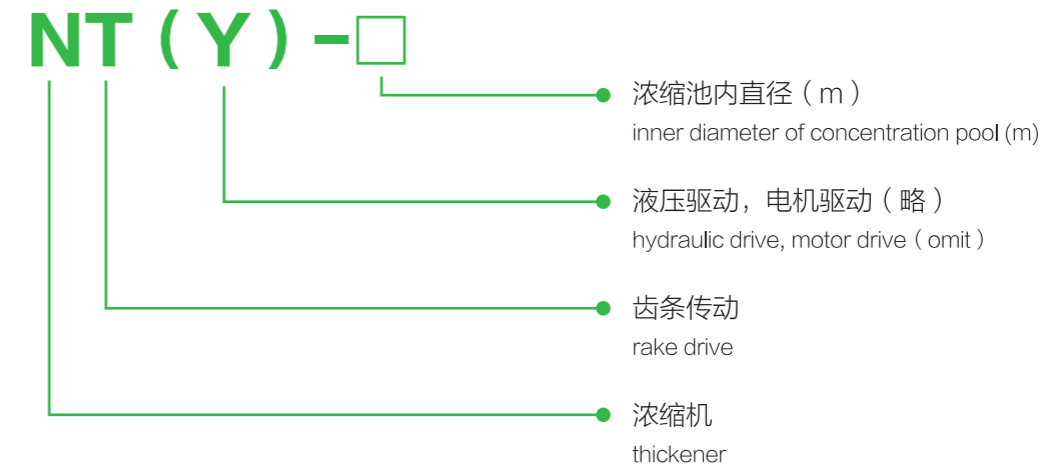 NT（Y）-□
浓缩池内直径（m）
inner diameter of concentration pool (m)
液压驱动，电机驱动（略）
hydraulic drive, motor drive（omit）
齿条传动
rake drive
浓缩机
thickener